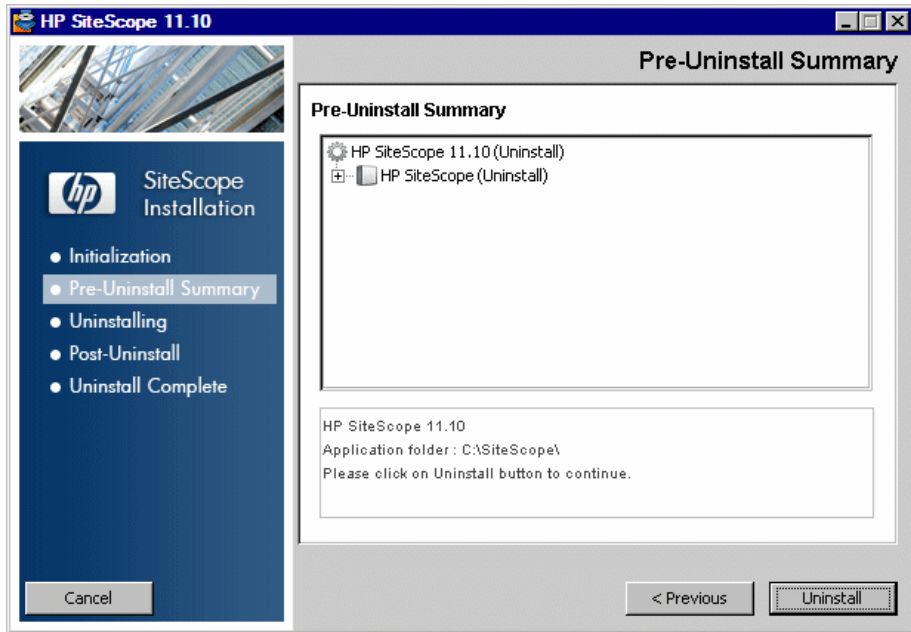 HP SiteScope 11.10
Pre-Uninstall Summary
hp
SiteScope
Installation
Initialization
Pre-Uninstall Summary
Uninstalling
Post-Uninstall
Uninstall Complete
Pre-Uninstall Summary
HP SiteScope 11.10 (Uninstall)
HP SiteScope (Uninstall)
HP SiteScope 11.10
Application folder : C:\SiteScope\
Please click on Uninstall button to continue.
Cancel
< Previous
Uninstall